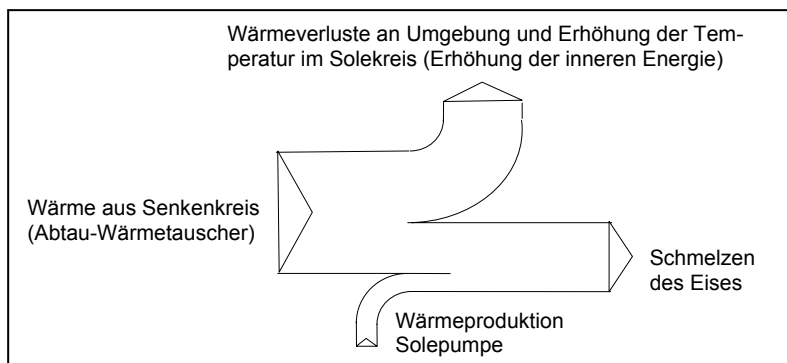 Wärmeverluste an Umgebung und Erhöhung der Tem-
peratur im Solekreis (Erhöhung der inneren Energie)
Wärme aus Senkenkreis
(Abtau-Wärmetauscher)
Schmelzen
des Eises
Wärmeproduktion
Solepumpe